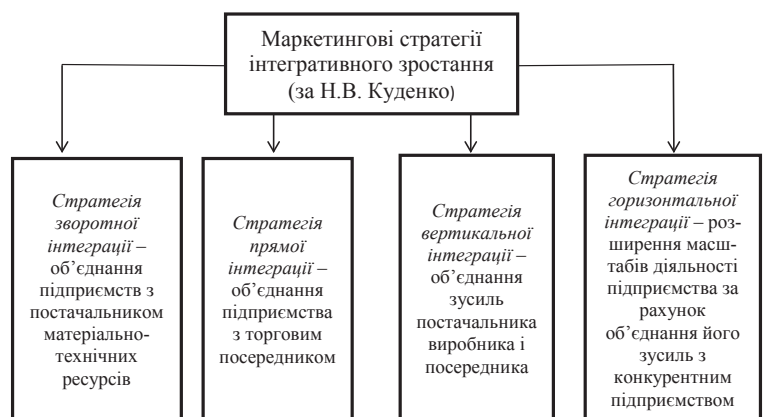 Маркетингові стратегії
інтегративного зростання
(за Н.В. Куденко)
Стратегія
зворотної
інтеграції –
об’єднання
підприємств з
постачальником
матеріально-
технічних
ресурсів
Стратегія
прямої
інтеграції –
об’єднання
підприємства
з торговим
посередником
Стратегія
вертикальної
інтеграції –
об’єднання
зусиль
постачальника
виробника і
посередника
Стратегія
горизонтальної
інтеграції – роз-
ширення масш-
табів діяльності
підприємства за
рахунок
об’єднання його
зусиль з
конкурентним
підприємством